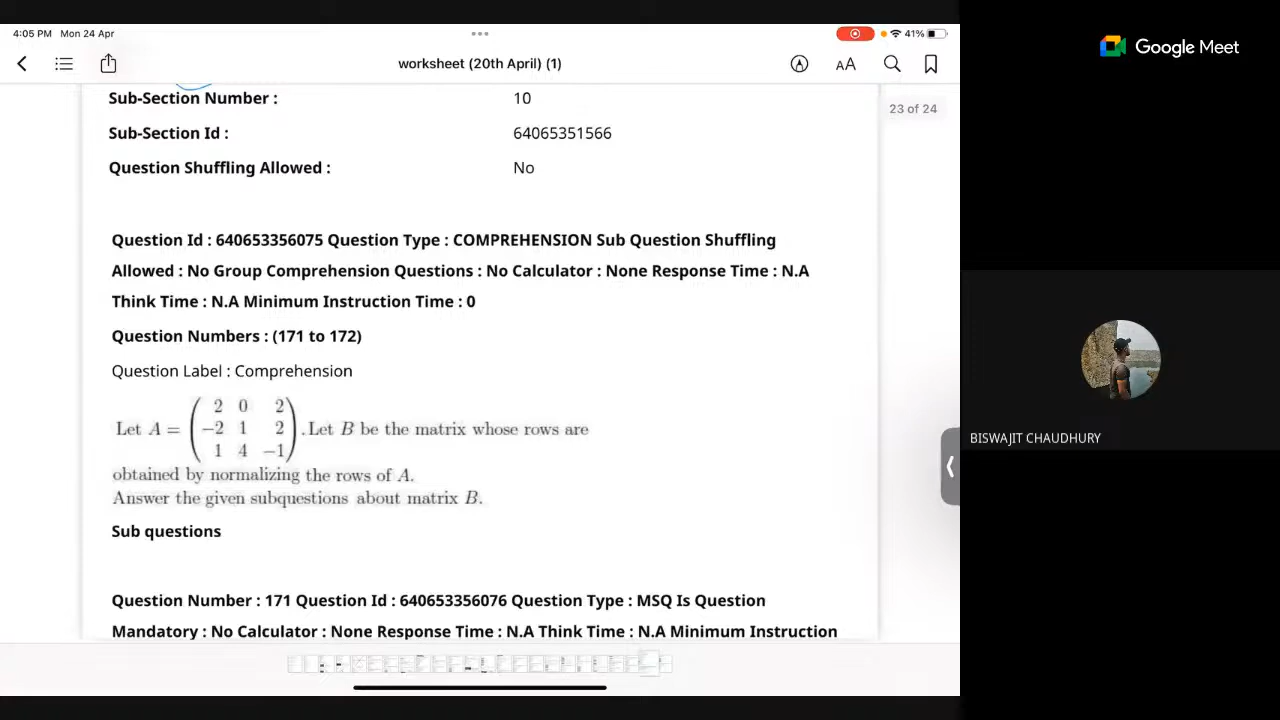 4:05 PM Mon 24 Apr
41%
worksheet (20th April) (1)
AA
Google Meet
Sub-Section Number : 10
23 of 24
Sub-Section Id : 64065351566
Question Shuffling Allowed : No
Question Id : 640653356075 Question Type : COMPREHENSION Sub Question Shuffling
Allowed : No Group Comprehension Questions : No Calculator : None Response Time : N.A
Think Time : N.A Minimum Instruction Time : 0
Question Numbers : (171 to 172)
Question Label : Comprehension
2 0 2
Let A = −2 1 2 . Let B be the matrix whose rows are
1 4 −1
obtained by normalizing the rows of A.
Answer the given subquestions about matrix B.
Sub questions
Question Number : 171 Question Id : 640653356076 Question Type : MSQ Is Question
Mandatory : No Calculator : None Response Time : N.A Think Time : N.A Minimum Instruction
BISWAJIT CHAUDHURY